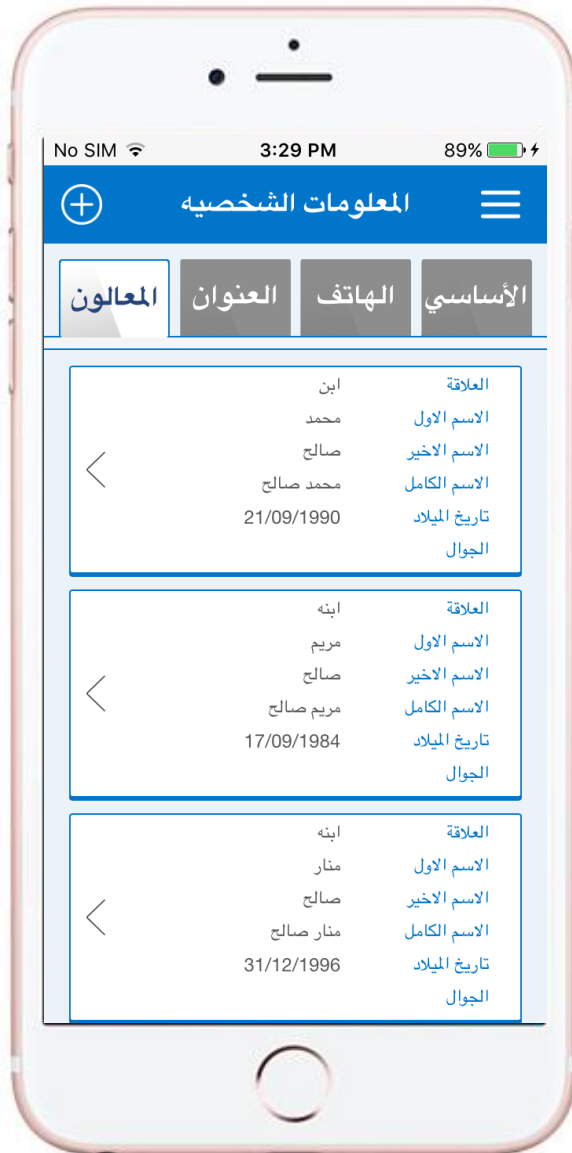 No SIM 3:29 PM 89%
المعلومات الشخصيه
الأساسي الهاتف العنوان المعالون
العلاقة ابن
الاسم الاول محمد
الاسم الاخير صالح
الاسم الكامل محمد صالح
تاريخ الميلاد 21/09/1990
الجوال
العلاقة ابنه
الاسم الاول مريم
الاسم الاخير صالح
الاسم الكامل مريم صالح
تاريخ الميلاد 17/09/1984
الجوال
العلاقة ابنه
الاسم الاول منار
الاسم الاخير صالح
الاسم الكامل منار صالح
تاريخ الميلاد 31/12/1996
الجوال